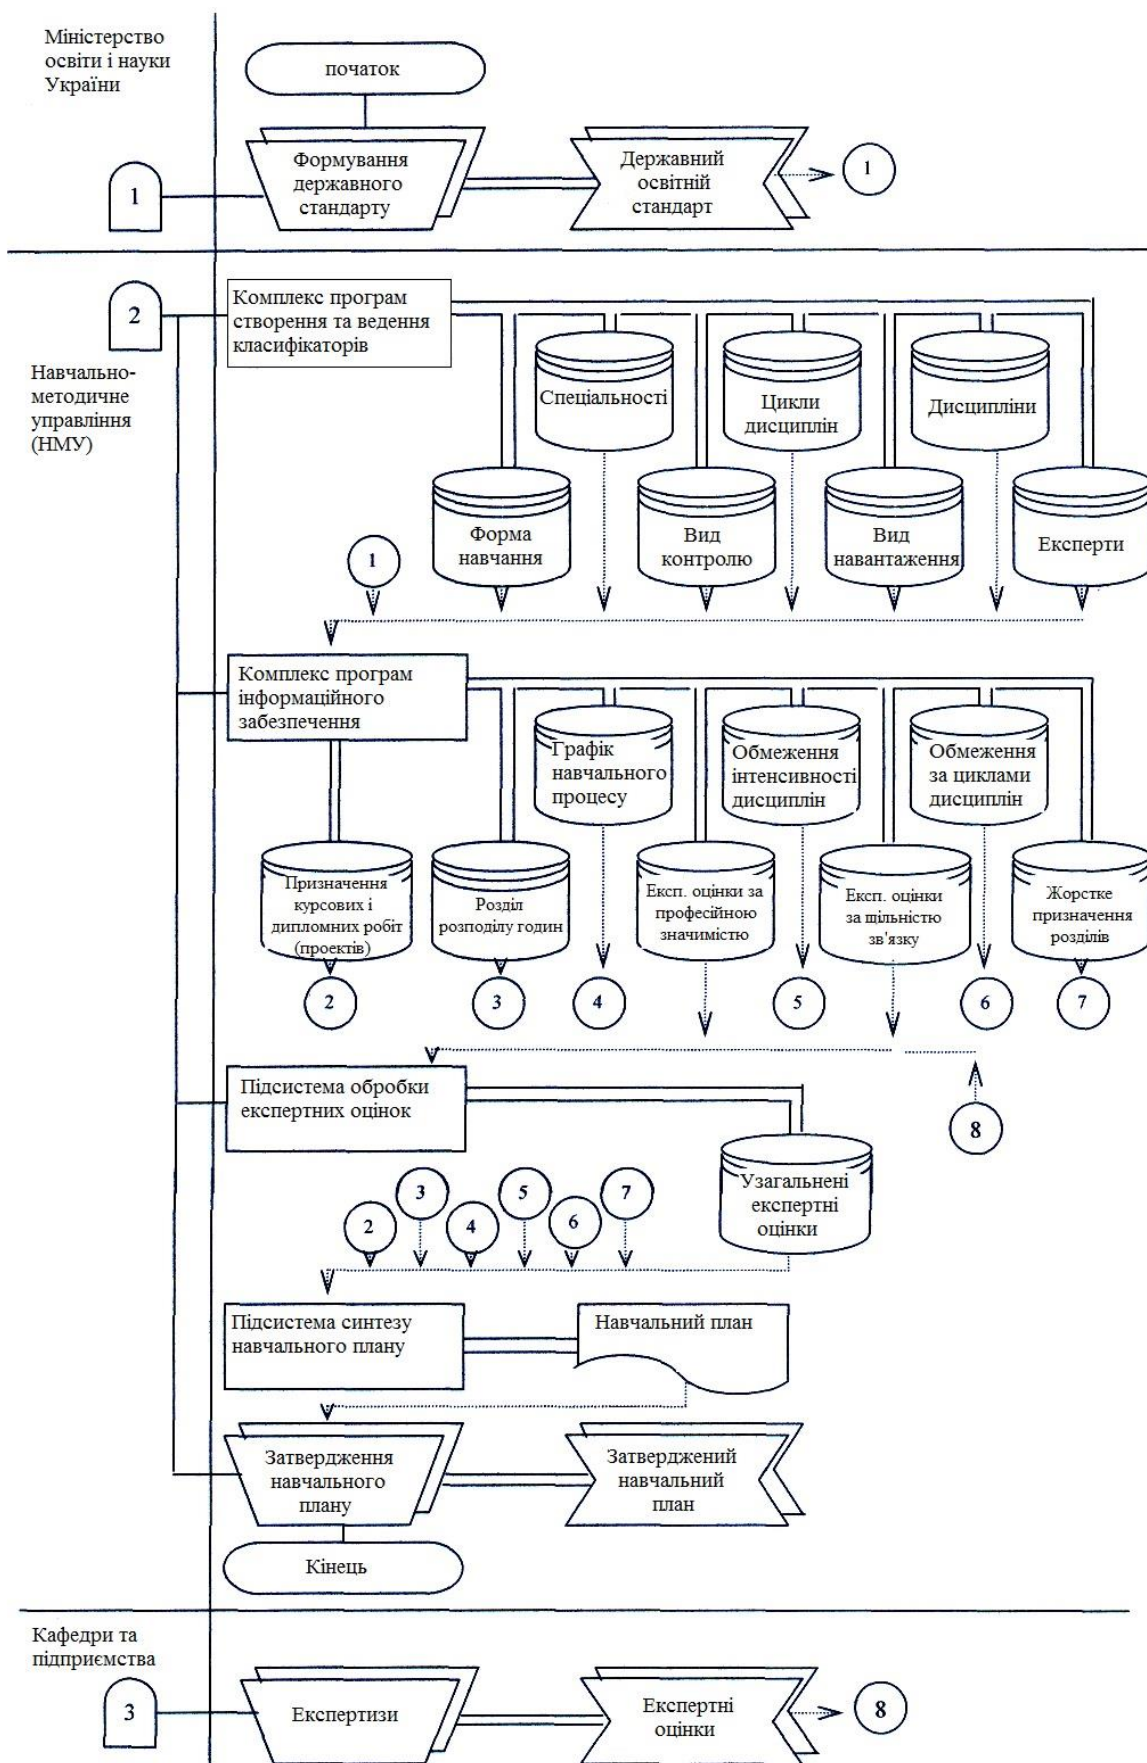 Міністерство
освіти і науки
України
початок
1
Формування
державного
стандарту
Державний
освітній
стандарт
1
2
Навчально-
методичне
управління
(НМУ)
Комплекс програм
створення та ведення
класифікаторів
Спеціальності
Цикли
дисциплін
Дисципліни
Форма
навчання
Вид
контролю
Вид
навантаження
Експерти
1
Комплекс програм
інформаційного
забезпечення
Графік
навчального
процесу
Обмеження
інтенсивності
дисциплін
Обмеження
за циклами
дисциплін
Призначення
курсових і
дипломних робіт
(проектів)
Розділ
розподілу годин
Эксп. оцінки за
професійною
значимістю
Експ. оцінки
за щільністю
зв'язку
Жорстке
призначення
розділів
2
3
4
5
6
7
Підсистема обробки
експертних оцінок
8
Узагальнені
експертні
оцінки
2
3
4
5
6
7
Підсистема синтезу
навчального плану
Навчальний план
Затвердження
навчального
плану
Затверджений
навчальний
план
Кінець
Кафедри та
підприємства
3
Експертизи
Експертні
оцінки
8